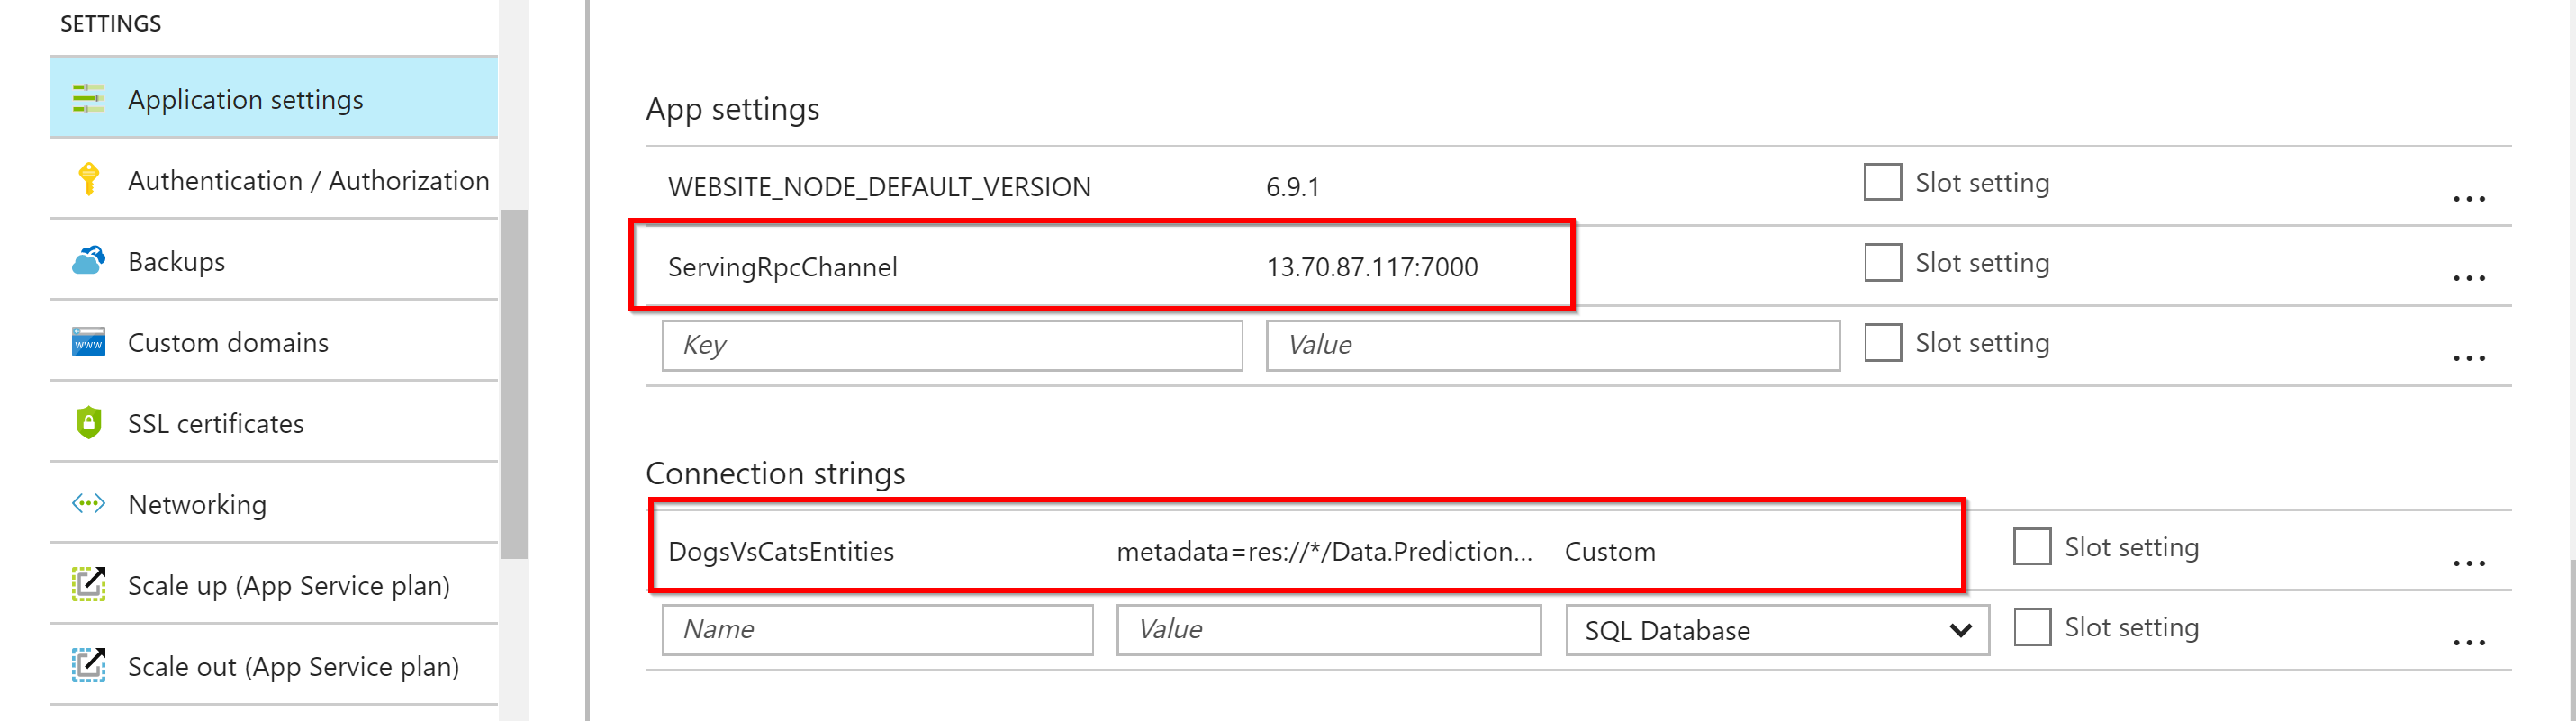 SETTINGS
Application settings
Authentication / Authorization
Backups
Custom domains
www
SSL certificates
Networking
Scale up (App Service plan)
Scale out (App Service plan)
App settings
WEBSITE_NODE_DEFAULT_VERSION 6.9.1 Slot setting ...
ServingRpcChannel 13.70.87.117:7000 Slot setting ...
Key Value Slot setting ...
Connection strings
DogsVsCatsEntities metadata=res://*/Data.Prediction... Custom Slot setting ...
Name Value SQL Database Slot setting ...